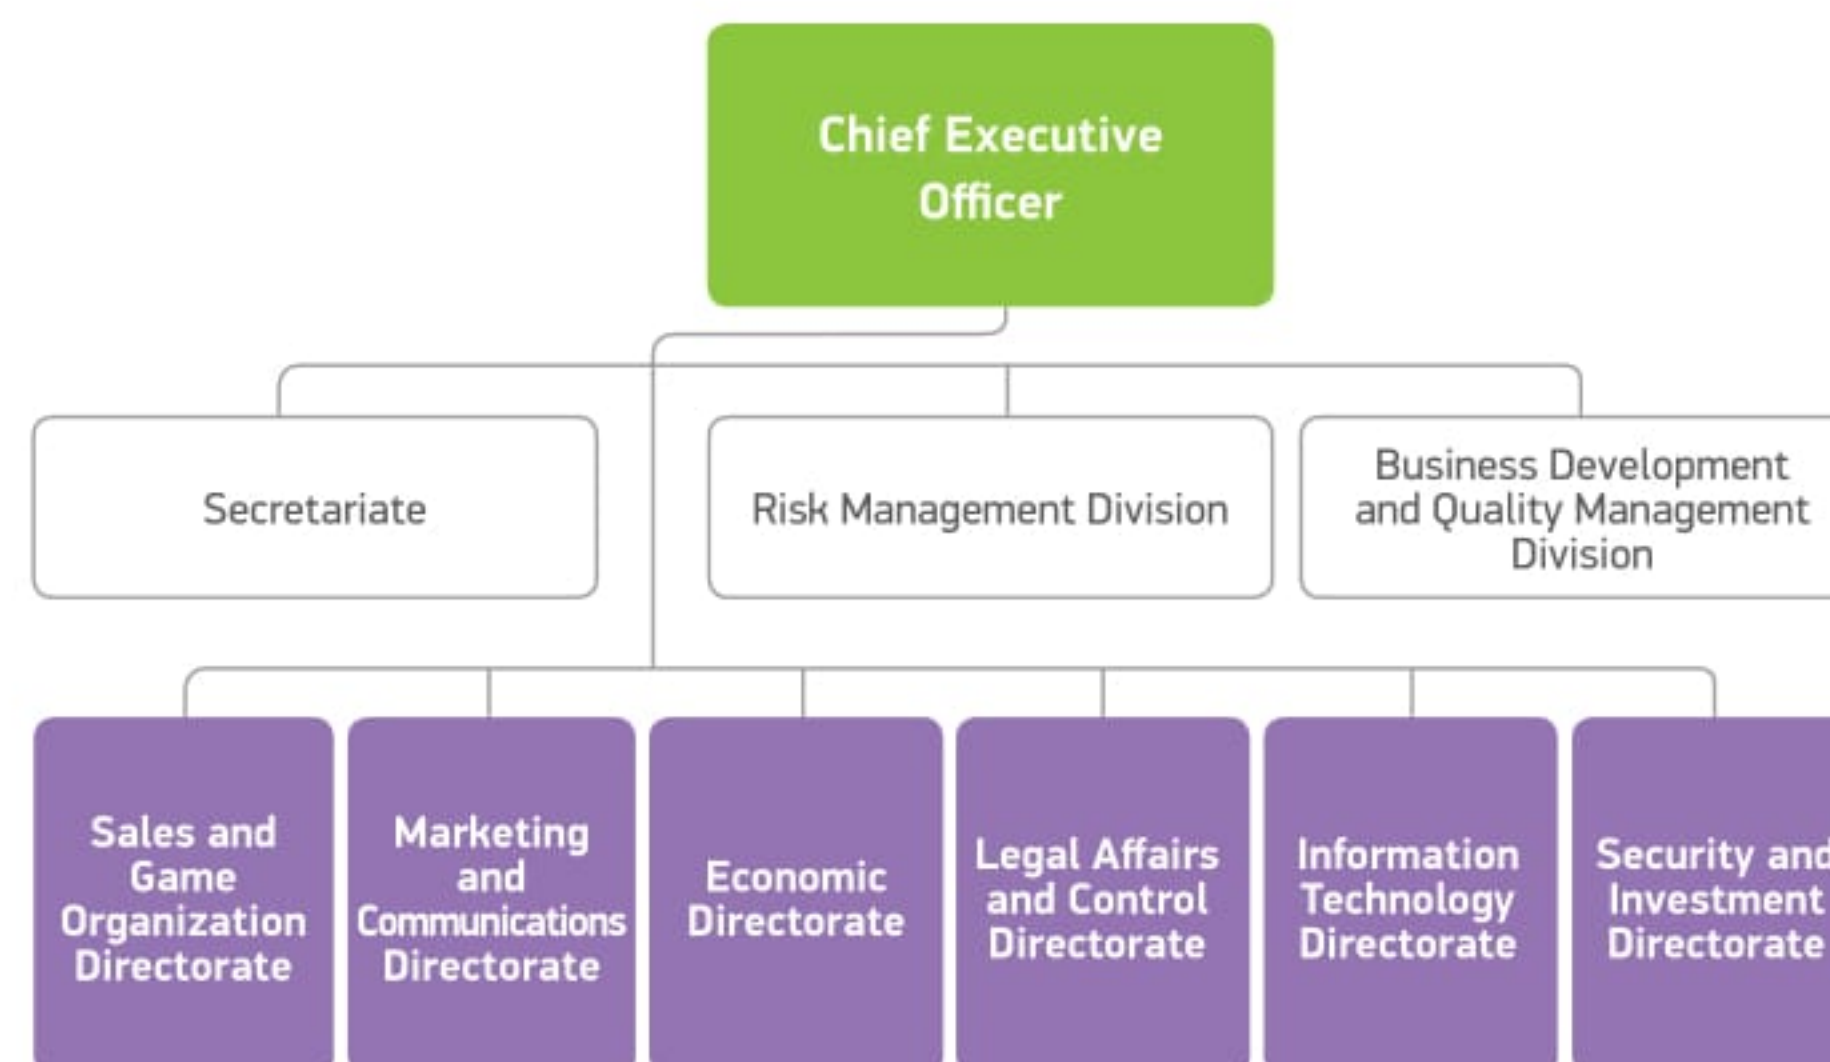 Chief Executive
Officer
Secretariate
Risk Management Division
Business Development
and Quality Management
Division
Sales and
Game
Organization
Directorate
Marketing
and
Communications
Directorate
Economic
Directorate
Legal Affairs
and Control
Directorate
Information
Technology
Directorate
Security and
Investment
Directorate